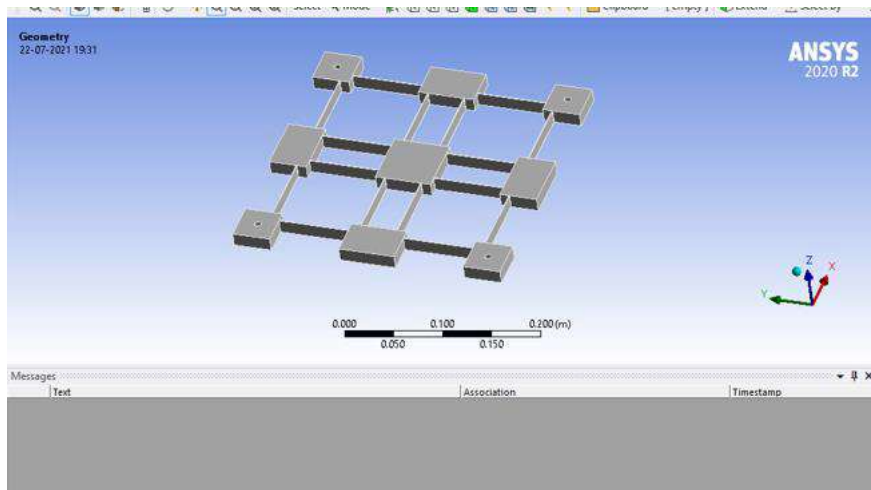 Select Mode Clipboard [Empty] Extend Select By
Geometry
22-07-2021 19:31
ANSYS
2020 R2
Z
X
Y
0.000 0.100 0.200 (m)
0.050 0.150
Messages
Text Association Timestamp